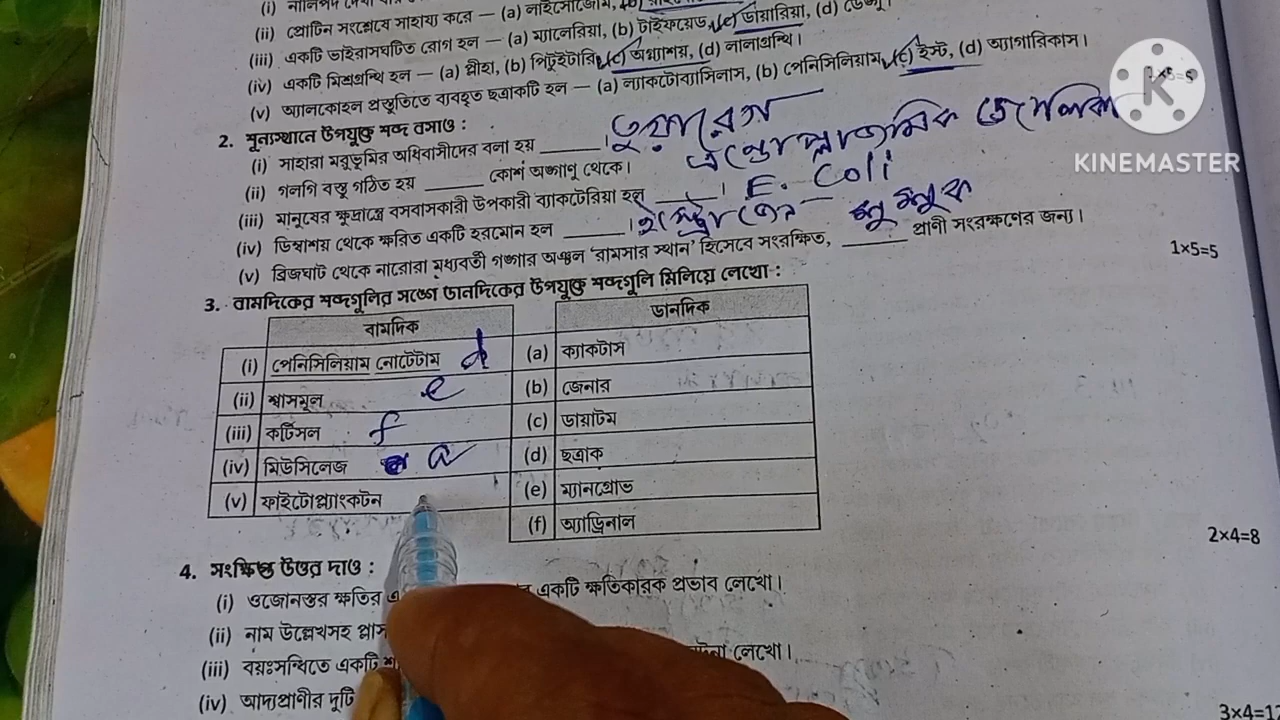 (ii) প্রোটিন সংশ্লেষে সাহায্য করে — (a) লাইসোজোম,
(iii) একটি ভাইরাসঘটিত রোগ হল — (a) ম্যালেরিয়া, (b) টাইফয়েড, (c) ডায়ারিয়া, (d) ডেঙ্গু।
(iv) একটি মিশ্রগ্রন্থি হল — (a) প্লীহা, (b) পিটুইটারি, (c) অগ্ন্যাশয়, (d) লালাগ্রন্থি।
(v) অ্যালকোহল প্রস্তুতিতে ব্যবহৃত ছত্রাকটি হল — (a) ল্যাকটোব্যাসিলাস, (b) পেনিসিলিয়াম, (c) ইস্ট, (d) অ্যাগারিকাস।
1×5=5
KINEMASTER
2. শূন্যস্থানে উপযুক্ত শব্দ বসাও :
(i) সাহারা মরুভূমির অধিবাসীদের বলা হয় ______। তুয়ারেগ
(ii) গলগি বস্তু গঠিত হয় ______ কোশ অঙ্গাণু থেকে। এন্ডোপ্লাজমিক
(iii) মানুষের ক্ষুদ্রান্ত্রে বসবাসকারী উপকারী ব্যাকটেরিয়া হল ______। E. Coli
(iv) ডিম্বাশয় থেকে ক্ষরিত একটি হরমোন হল ______। ইস্ট্রোজেন
(v) ব্রিজঘাট থেকে নারোরা মধ্যবর্তী গঙ্গার অঞ্চল ‘রামসার স্থান’ হিসেবে সংরক্ষিত, ______ প্রাণী সংরক্ষণের জন্য। শুশুক
1×5=5
3. বামদিকের শব্দগুলির সঙ্গে ডানদিকের উপযুক্ত শব্দগুলি মিলিয়ে লেখো :
বামদিক ডানদিক
(i) পেনিসিলিয়াম নোটেটাম d (a) ক্যাকটাস
(ii) শ্বাসমূল e (b) জেনার
(iii) কর্টিসল f (c) ডায়াটম
(iv) মিউসিলেজ a (d) ছত্রাক
(v) ফাইটোপ্ল্যাংকটন (e) ম্যানগ্রোভ
(f) অ্যাড্রিনাল
4. সংক্ষিপ্ত উত্তর দাও : 2×4=8
(i) ওজোনস্তর ক্ষতির একটি ক্ষতিকারক প্রভাব লেখো।
(ii) নাম উল্লেখসহ
(iii) বয়ঃসন্ধিতে একটি লেখো।
(iv) আদ্যপ্রাণীর দুটি